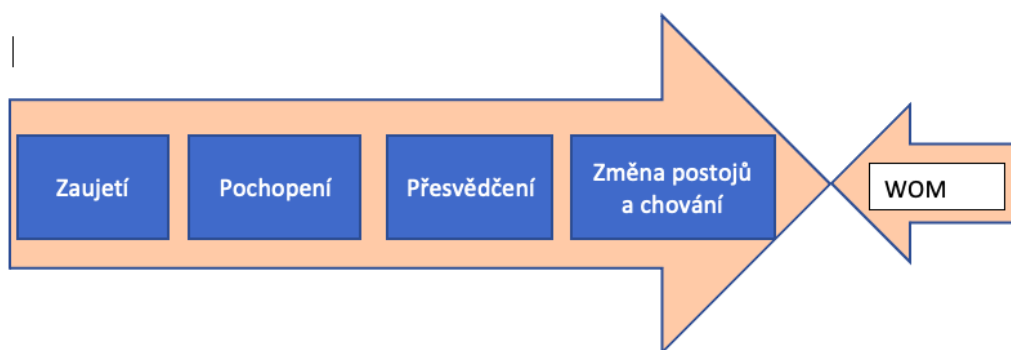 Zaujetí
Pochopení
Přesvědčení
Změna postojů
a chování
WOM